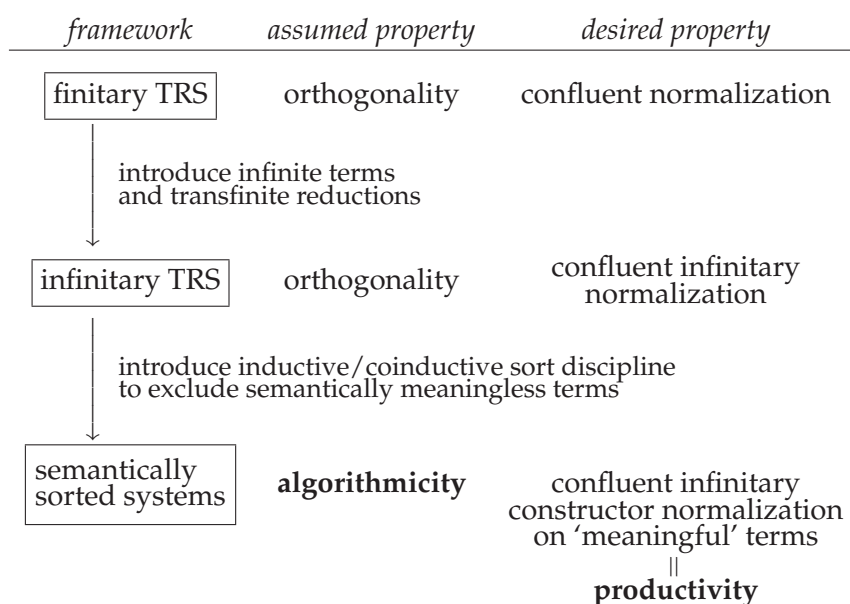 framework assumed property desired property
finitary TRS orthogonality confluent normalization
introduce infinite terms
and transfinite reductions
infinitary TRS orthogonality confluent infinitary
normalization
introduce inductive/coinductive sort discipline
to exclude semantically meaningless terms
semantically
sorted systems
algorithmicity
confluent infinitary
constructor normalization
on ‘meaningful’ terms
=
productivity